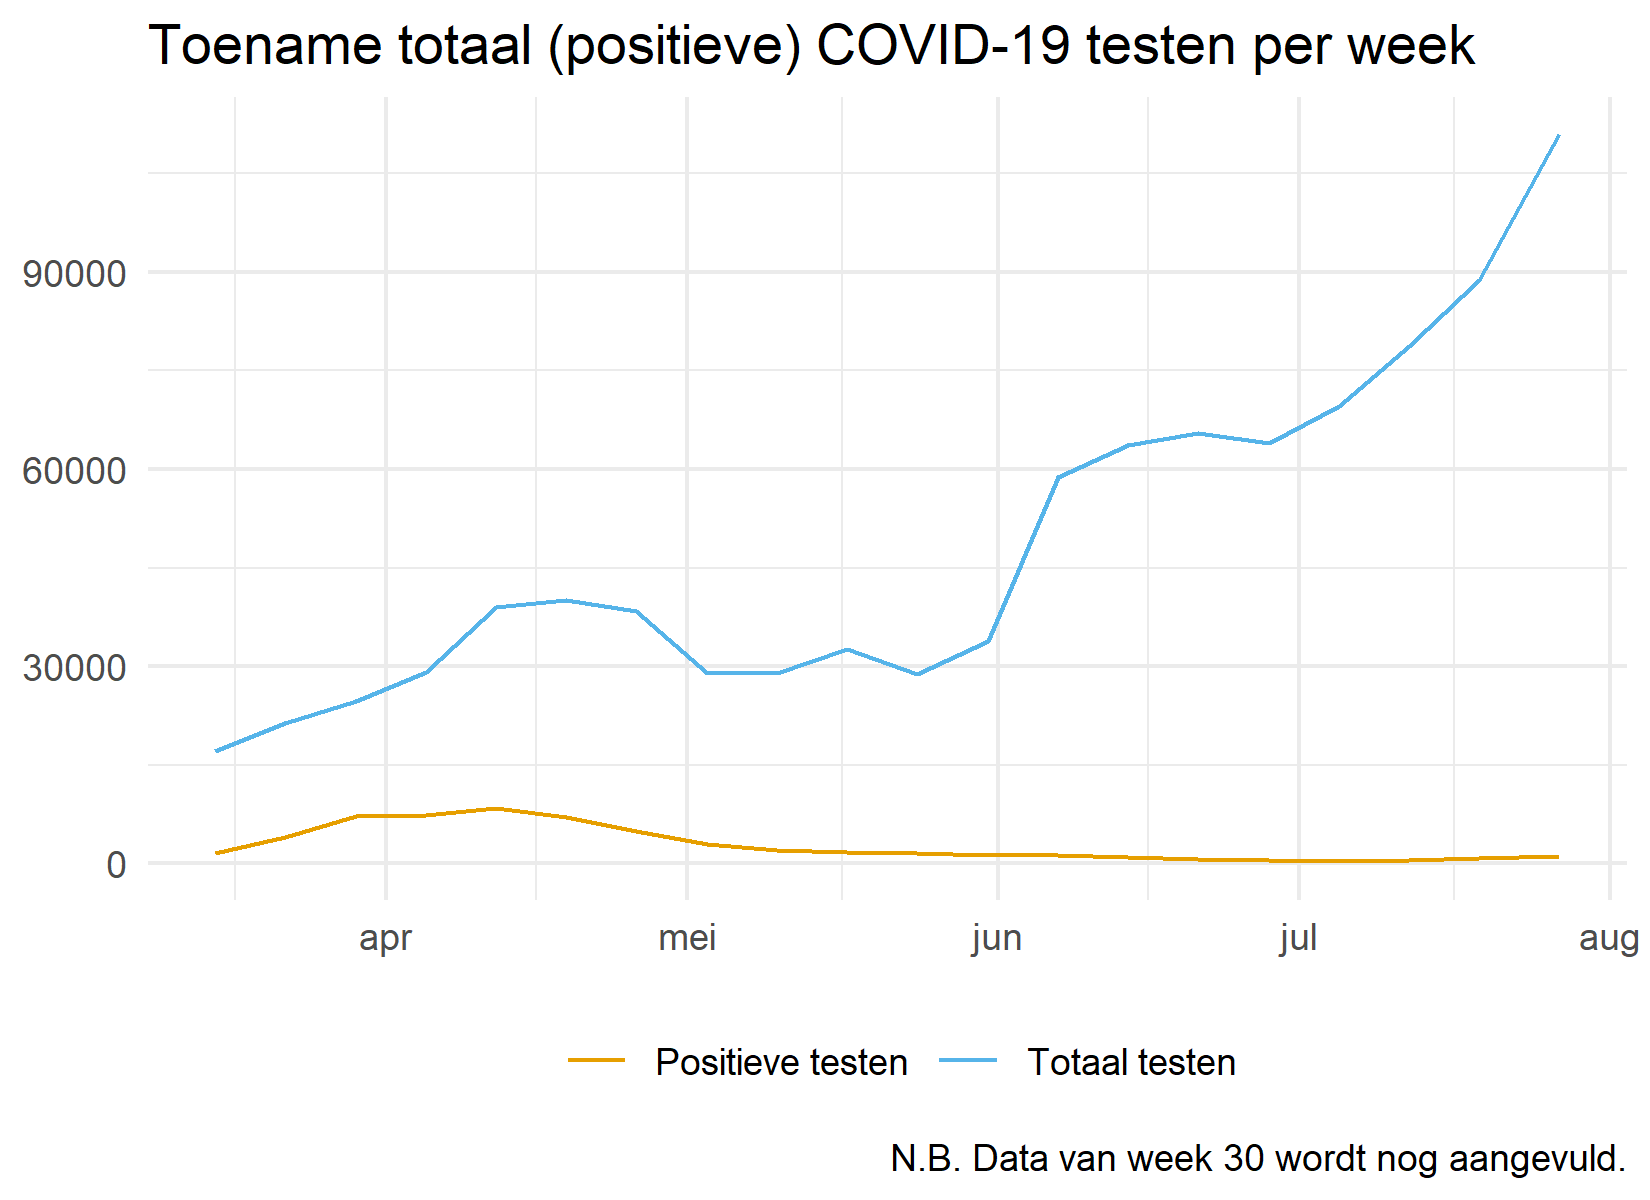 Toename totaal (positieve) COVID-19 testen per week
90000
60000
30000
0
apr mei jun jul aug
Positieve testen Totaal testen
N.B. Data van week 30 wordt nog aangevuld.